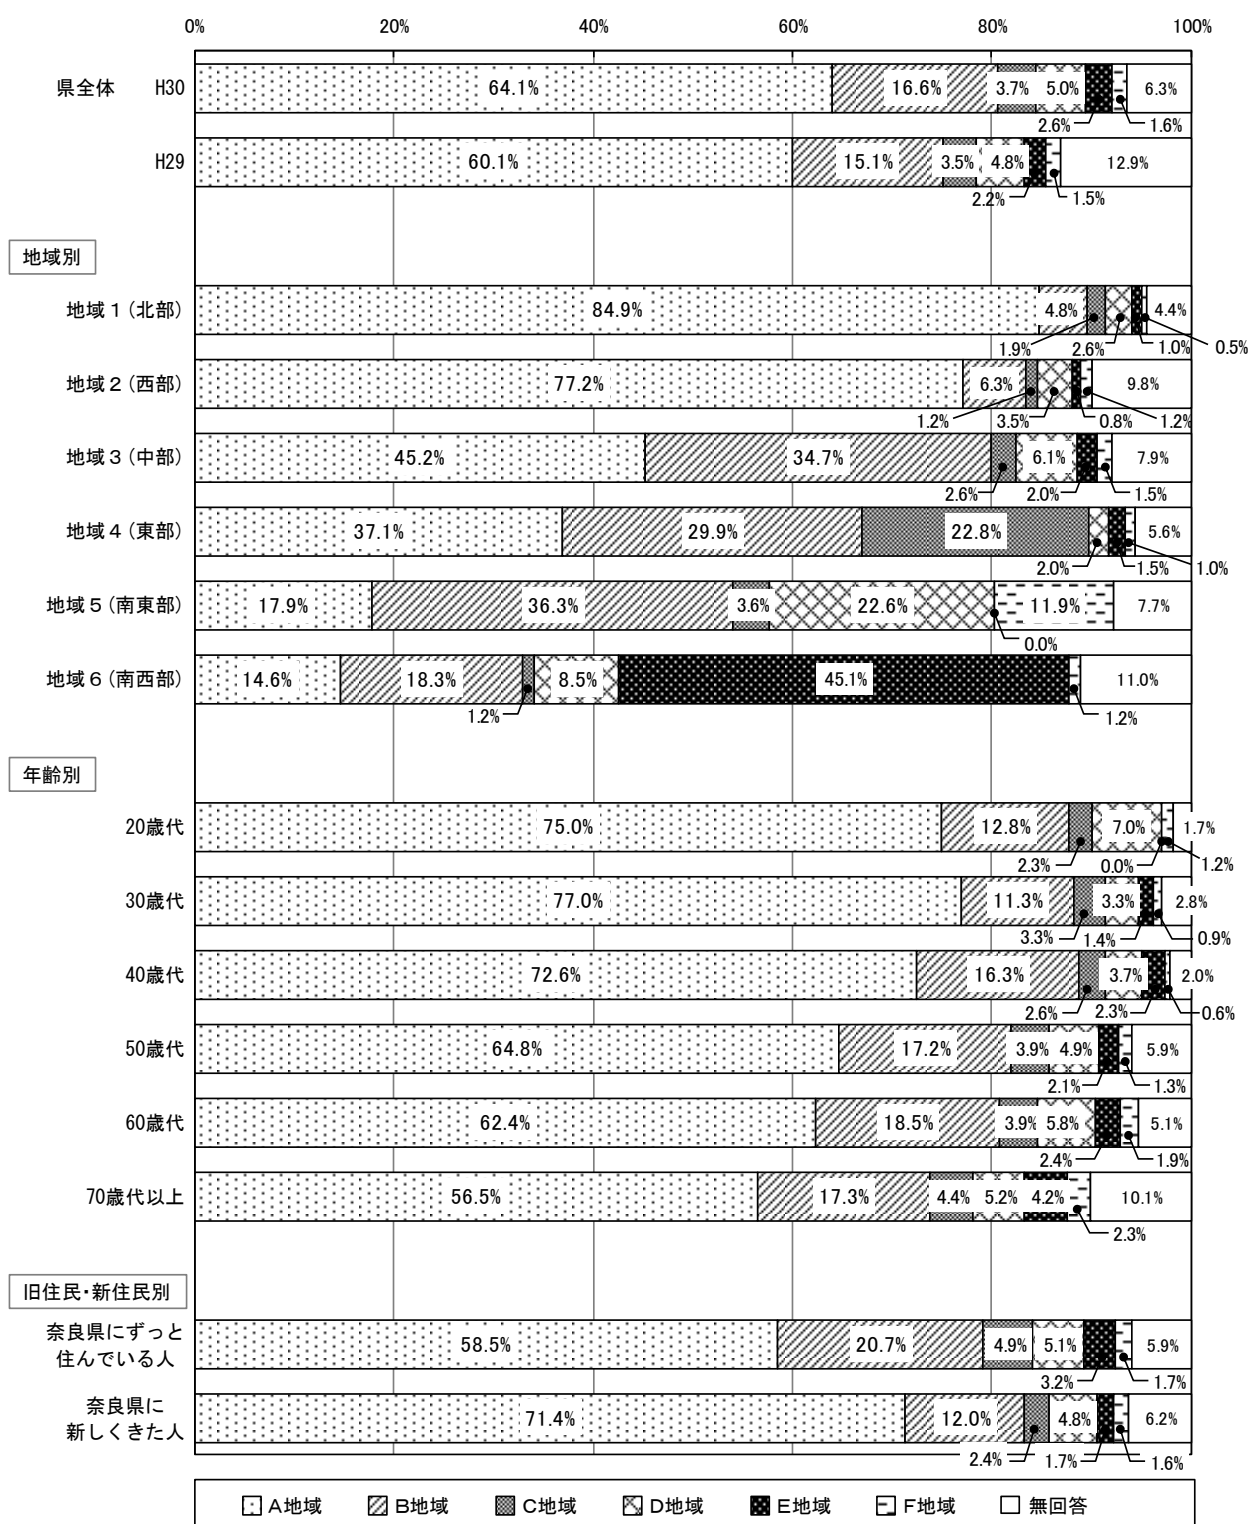 0% 20% 40% 60% 80% 100%
県全体 H30 64.1% 16.6% 3.7% 5.0% 6.3%
2.6% 1.6%
H29 60.1% 15.1% 3.5% 4.8% 12.9%
2.2% 1.5%
地域別
地域1(北部) 84.9% 4.8% 4.4%
1.9% 2.6% 1.0% 0.5%
地域2(西部) 77.2% 6.3% 9.8%
1.2% 3.5% 0.8% 1.2%
地域3(中部) 45.2% 34.7% 6.1% 7.9%
2.6% 2.0% 1.5%
地域4(東部) 37.1% 29.9% 22.8% 5.6%
2.0% 1.5% 1.0%
地域5(南東部) 17.9% 36.3% 3.6% 22.6% 11.9% 7.7%
0.0%
地域6(南西部) 14.6% 18.3% 8.5% 45.1% 11.0%
1.2% 1.2%
年齢別
20歳代 75.0% 12.8% 7.0% 1.7%
2.3% 0.0% 1.2%
30歳代 77.0% 11.3% 3.3% 2.8%
3.3% 1.4% 0.9%
40歳代 72.6% 16.3% 3.7% 2.0%
2.6% 2.3% 0.6%
50歳代 64.8% 17.2% 3.9% 4.9% 5.9%
2.1% 1.3%
60歳代 62.4% 18.5% 3.9% 5.8% 5.1%
2.4% 1.9%
70歳代以上 56.5% 17.3% 4.4% 5.2% 4.2% 10.1%
2.3%
旧住民・新住民別
奈良県にずっと
住んでいる人 58.5% 20.7% 4.9% 5.1% 5.9%
3.2% 1.7%
奈良県に
新しくきた人 71.4% 12.0% 4.8% 6.2%
2.4% 1.7% 1.6%
A地域 B地域 C地域 D地域 E地域 F地域 無回答